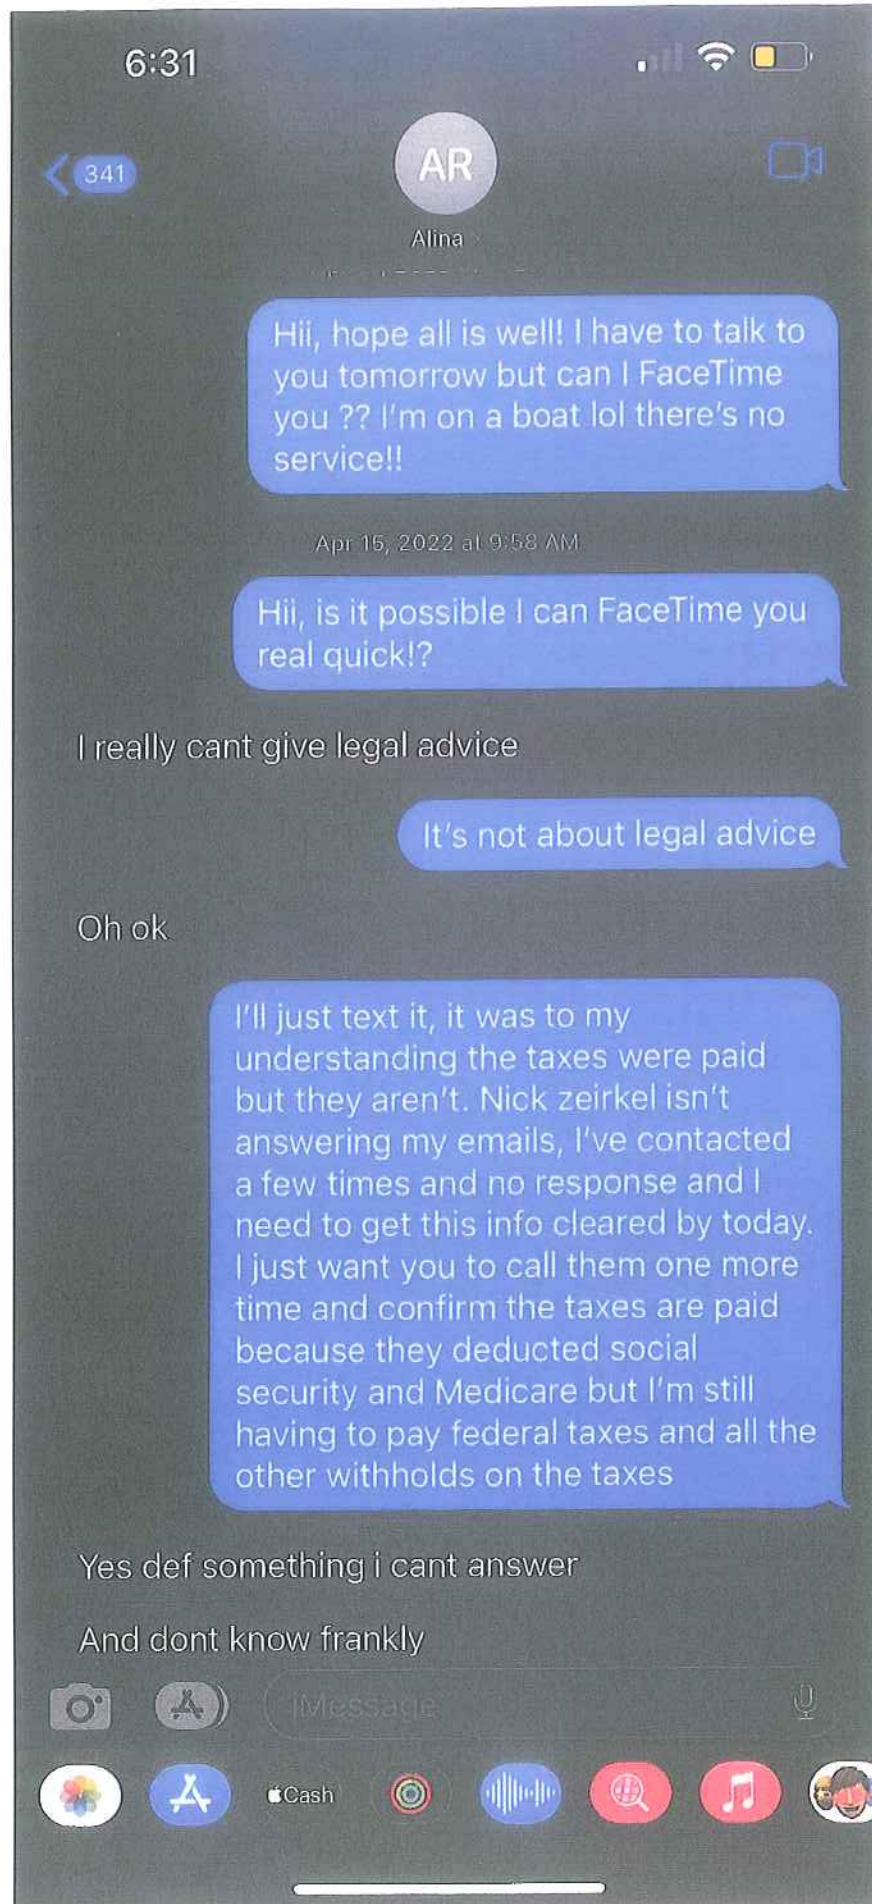 6:31
341
AR
Alina
Hii, hope all is well! I have to talk to
you tomorrow but can I FaceTime
you ?? I'm on a boat lol there's no
service!!
Apr 15, 2022 at 9:58 AM
Hii, is it possible I can FaceTime you
real quick!?
I really cant give legal advice
It's not about legal advice
Oh ok
I'll just text it, it was to my
understanding the taxes were paid
but they aren't. Nick zeirkel isn't
answering my emails, I've contacted
a few times and no response and I
need to get this info cleared by today.
I just want you to call them one more
time and confirm the taxes are paid
because they deducted social
security and Medicare but I'm still
having to pay federal taxes and all the
other withholds on the taxes
Yes def something i cant answer
And dont know frankly
iMessage
Cash